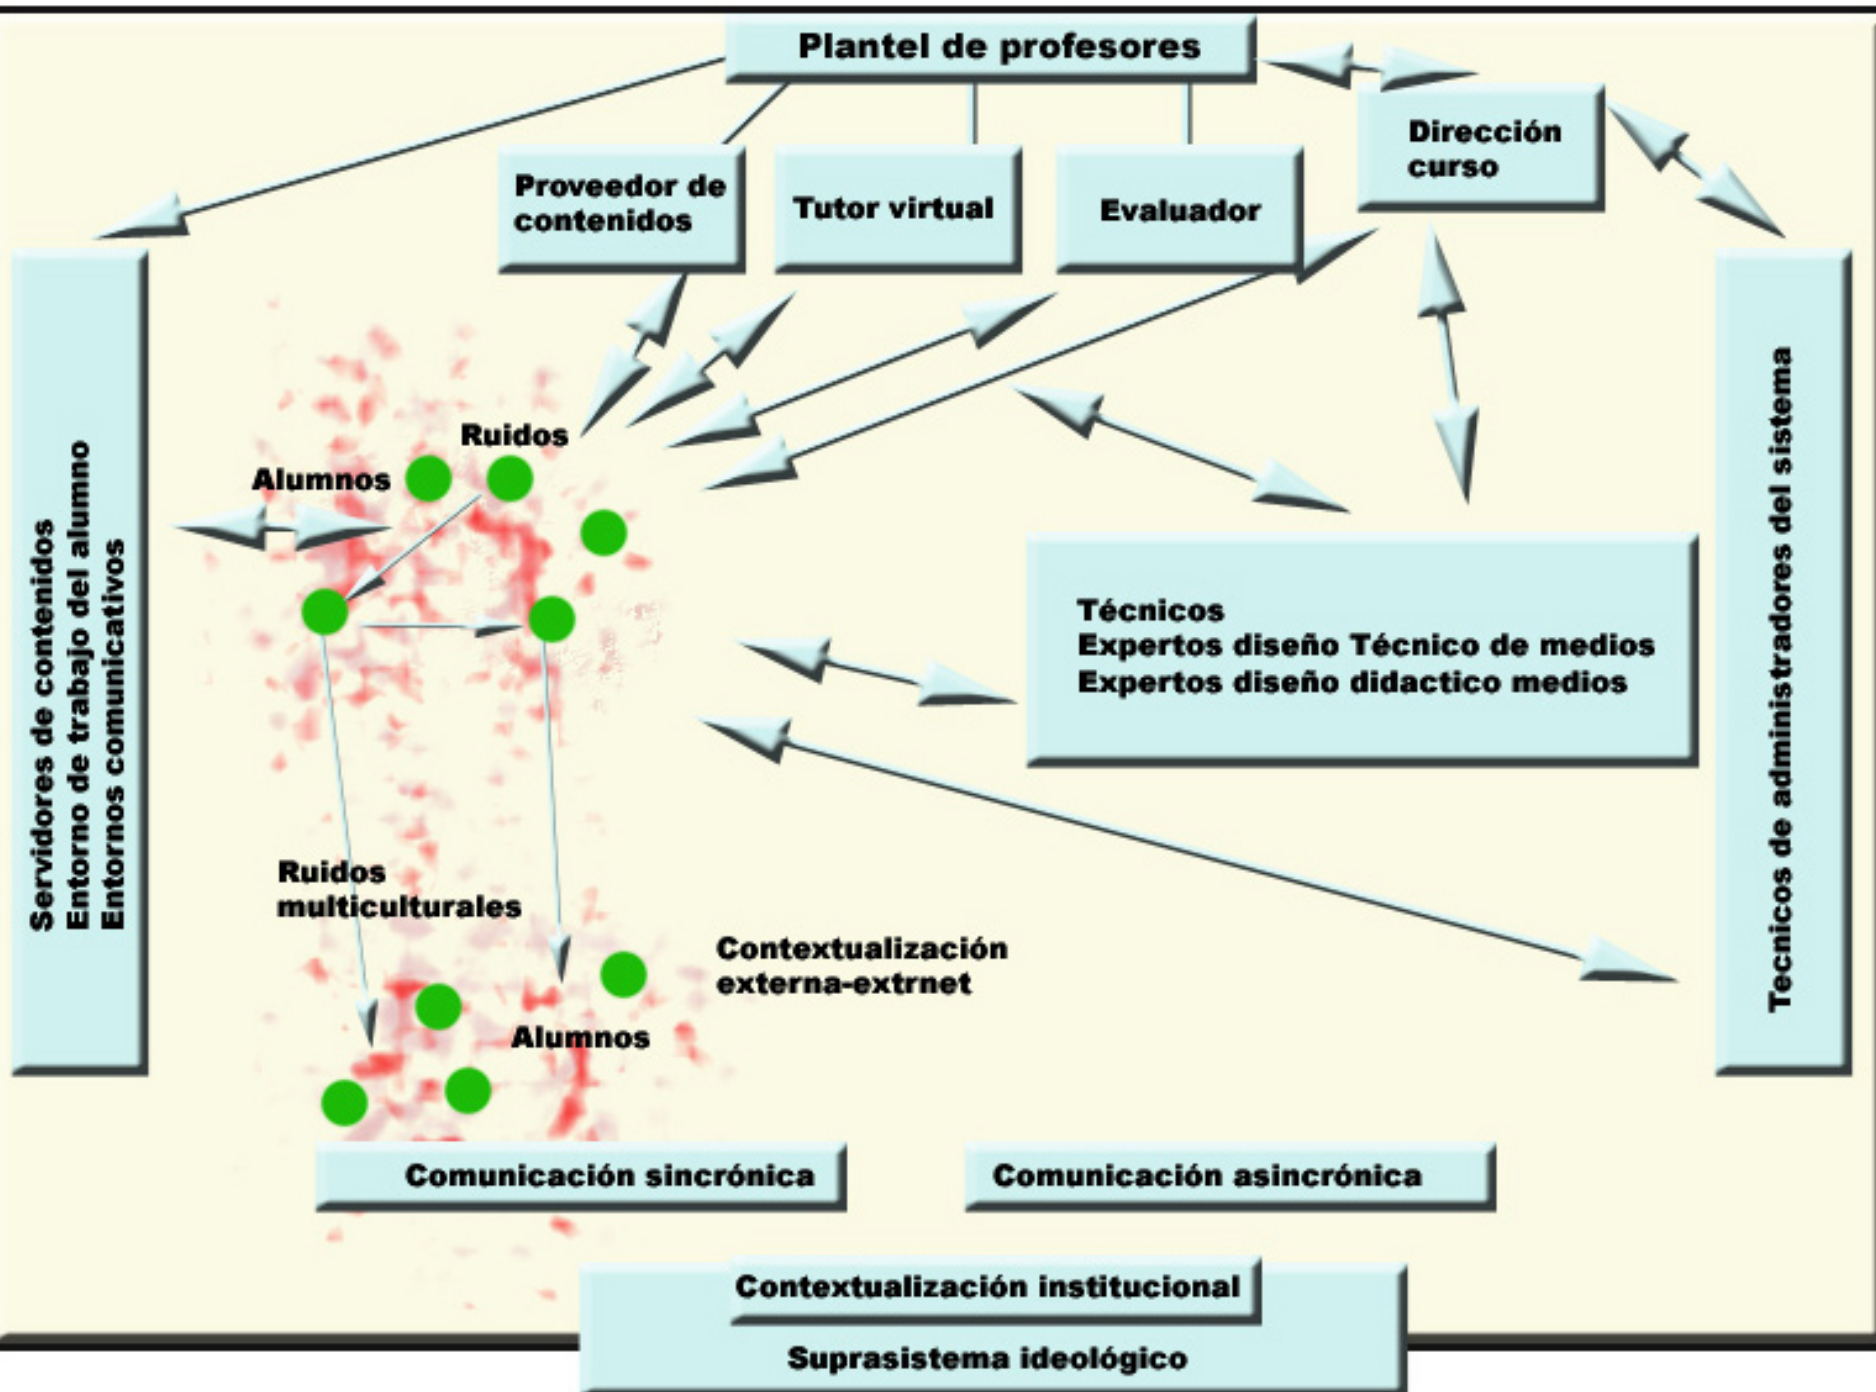 Plantel de profesores
Dirección
curso
Proveedor de
contenidos
Tutor virtual
Evaluador
Servidores de contenidos
Entorno de trabajo del alumno
Entornos comunicativos
Ruidos
Alumnos
Técnicos
Expertos diseño Técnico de medios
Expertos diseño didactico medios
Tecnicos de administradores del sistema
Ruidos
multiculturales
Contextualización
externa-extrnet
Alumnos
Comunicación sincrónica
Comunicación asincrónica
Contextualización institucional
Suprasistema ideológico